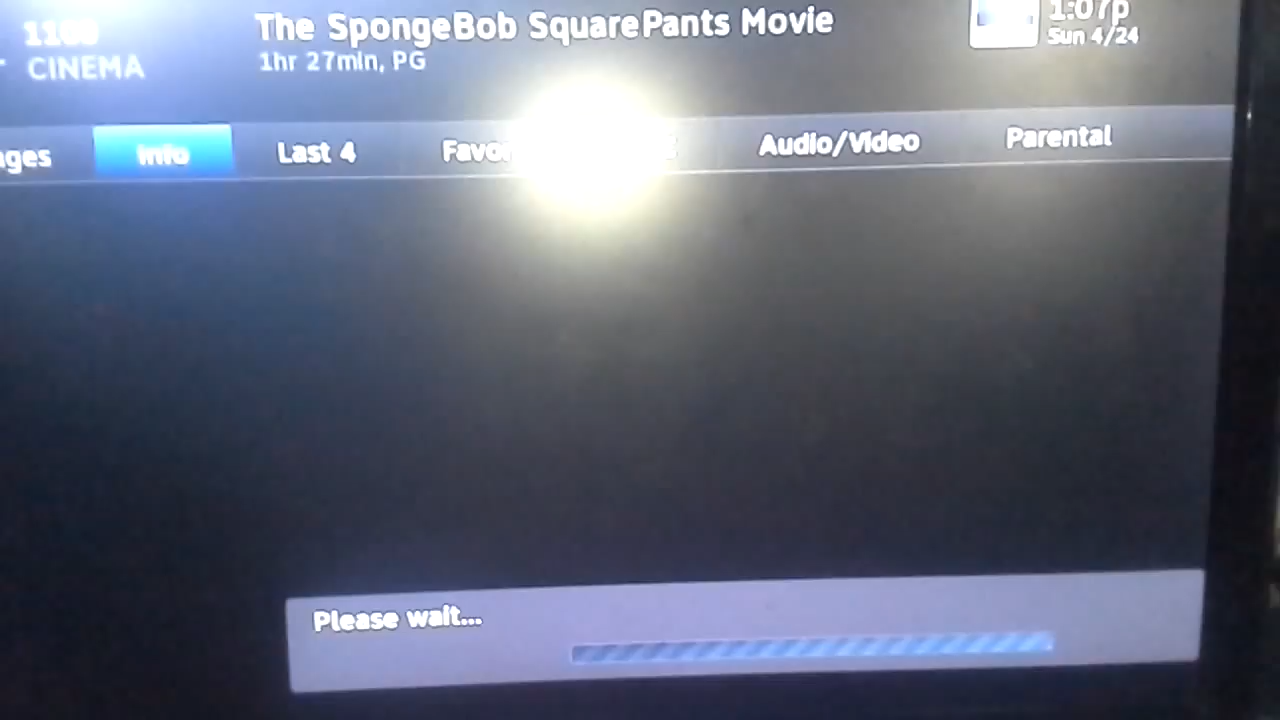 The SpongeBob SquarePants Movie
1:07p
CINEMA
1hr 27min, PG
Sun 4/24
Info
Last 4
Audio/Video
Parental
Please wait...